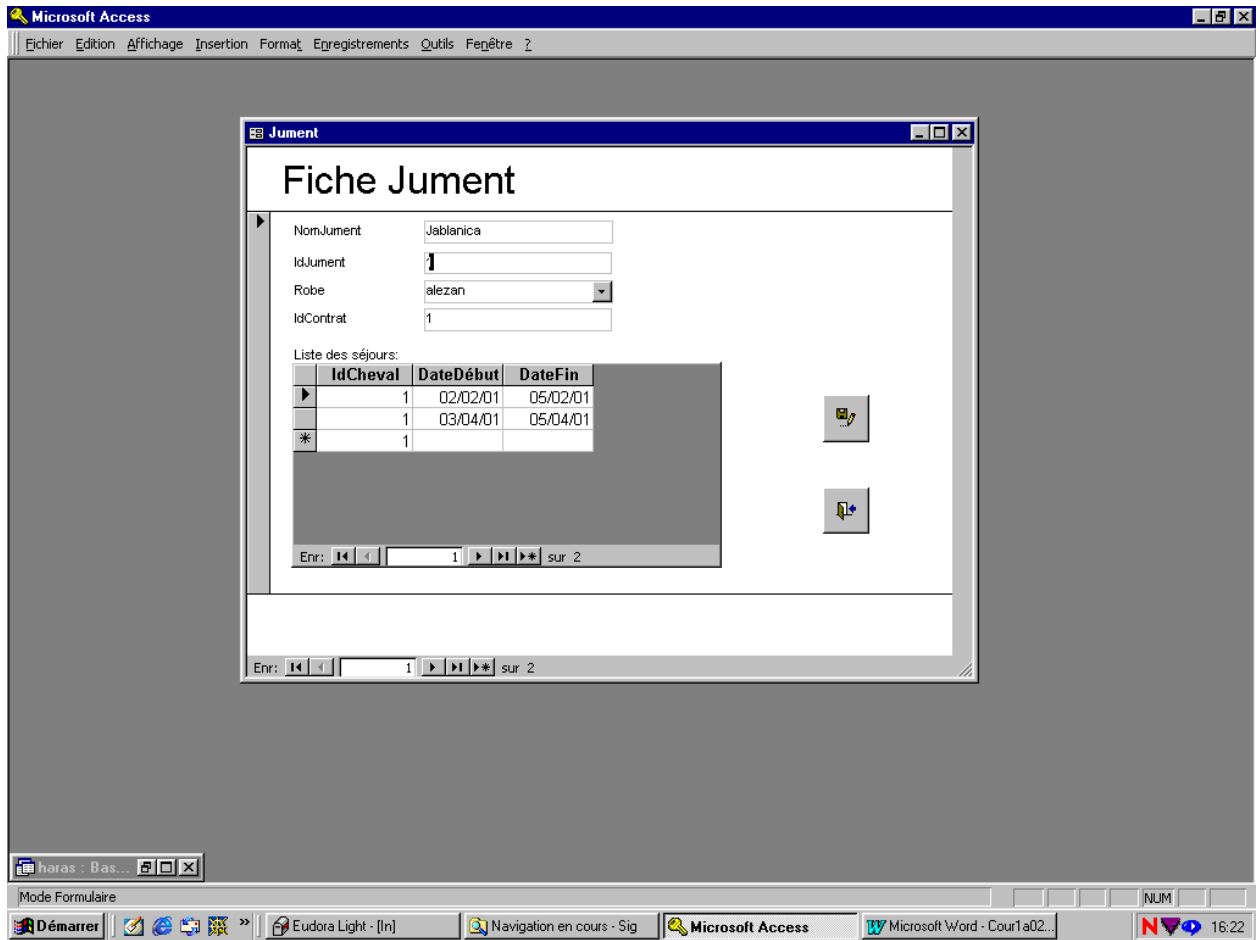 Microsoft Access
Fichier Edition Affichage Insertion Format Enregistrements Outils Fenêtre ?
Jument
Fiche Jument
NomJument Jablanica
IdJument
Robe alezan
IdContrat 1
Liste des séjours:
IdCheval DateDébut DateFin
1 02/02/01 05/02/01
1 03/04/01 05/04/01
1
Enr: 1 sur 2
Enr: 1 sur 2
haras : Bas...
Mode Formulaire NUM
Démarrer » Eudora Light - [In] Navigation en cours - Sig Microsoft Access Microsoft Word - Cour1a02... N 16:22